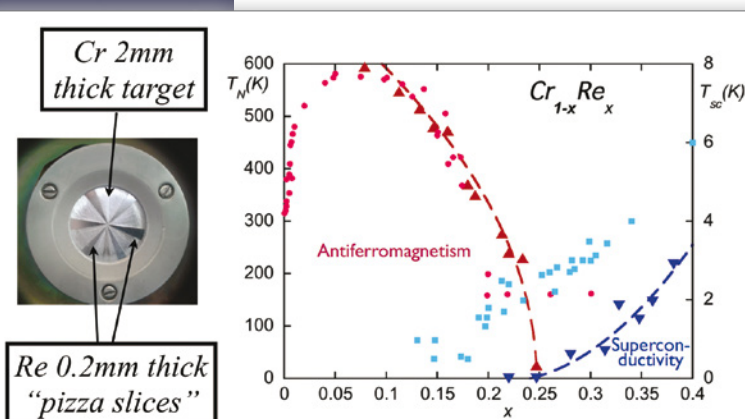 Cr 2mm
thick target
Re 0.2mm thick
"pizza slices"
600
500
400
300
200
100
0
T_N(K)
8
6
4
2
0
T_sc(K)
Cr_1-xRe_x
Antiferromagnetism
Supercon-
ductivity
0 0.05 0.1 0.15 0.2 0.25 0.3 0.35 0.4
x